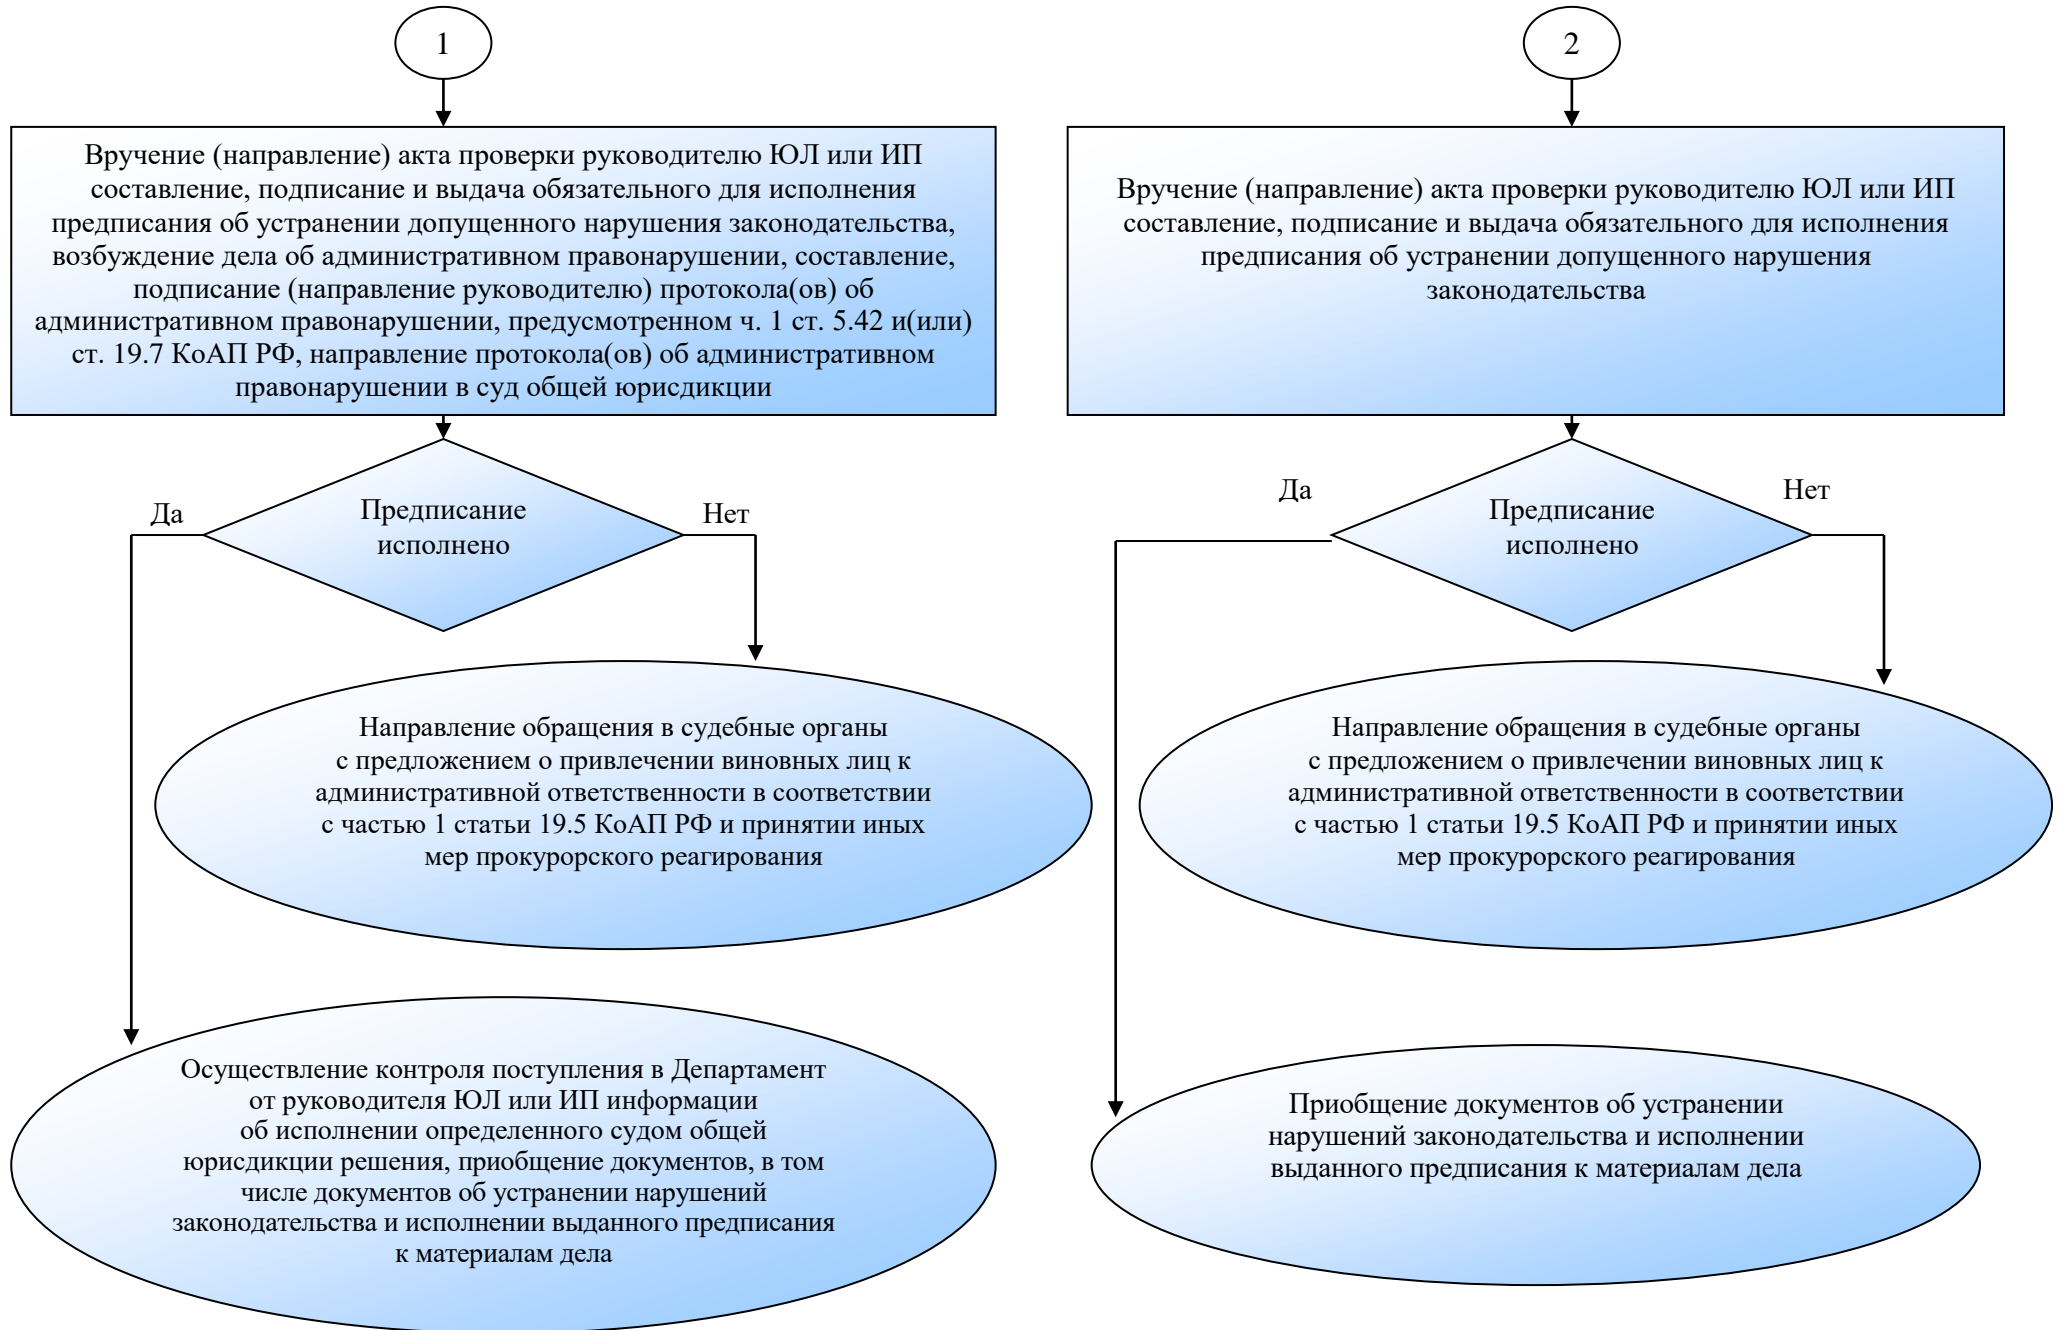 1
Вручение (направление) акта проверки руководителю ЮЛ или ИП
составление, подписание и выдача обязательного для исполнения
предписания об устранении допущенного нарушения законодательства,
возбуждение дела об административном правонарушении, составление,
подписание (направление руководителю) протокола(ов) об
административном правонарушении, предусмотренном ч. 1 ст. 5.42 и(или)
ст. 19.7 КоАП РФ, направление протокола(ов) об административном
правонарушении в суд общей юрисдикции
Да
Предписание
исполнено
Нет
Направление обращения в судебные органы
с предложением о привлечении виновных лиц к
административной ответственности в соответствии
с частью 1 статьи 19.5 КоАП РФ и принятии иных
мер прокурорского реагирования
Осуществление контроля поступления в Департамент
от руководителя ЮЛ или ИП информации
об исполнении определенного судом общей
юрисдикции решения, приобщение документов, в том
числе документов об устранении нарушений
законодательства и исполнении выданного предписания
к материалам дела
2
Вручение (направление) акта проверки руководителю ЮЛ или ИП
составление, подписание и выдача обязательного для исполнения
предписания об устранении допущенного нарушения
законодательства
Да
Предписание
исполнено
Нет
Направление обращения в судебные органы
с предложением о привлечении виновных лиц к
административной ответственности в соответствии
с частью 1 статьи 19.5 КоАП РФ и принятии иных
мер прокурорского реагирования
Приобщение документов об устранении
нарушений законодательства и исполнении
выданного предписания к материалам дела